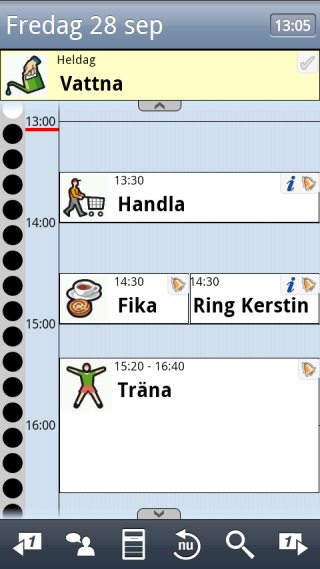 Fredag 28 sep
13:05
Heldag
Vattna
13:00
13:30
Handla
14:00
14:30
Fika
14:30
Ring Kerstin
15:00
15:20 - 16:40
Träna
16:00
1
nu
1